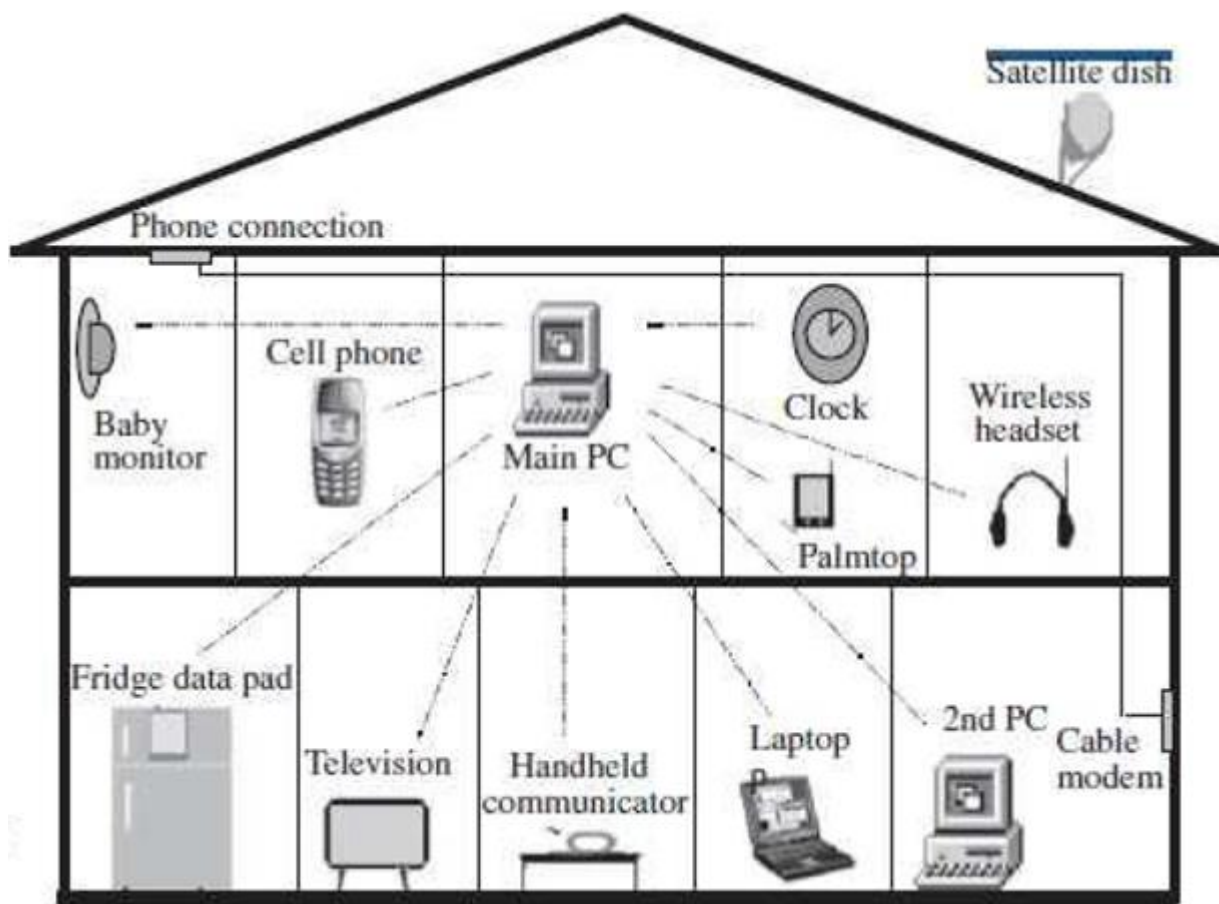 Satellite dish
Phone connection
Cell phone
Baby
monitor
Main PC
Clock
Wireless
headset
Palmtop
Fridge data pad
Television
Handheld
communicator
Laptop
2nd PC
Cable
modem